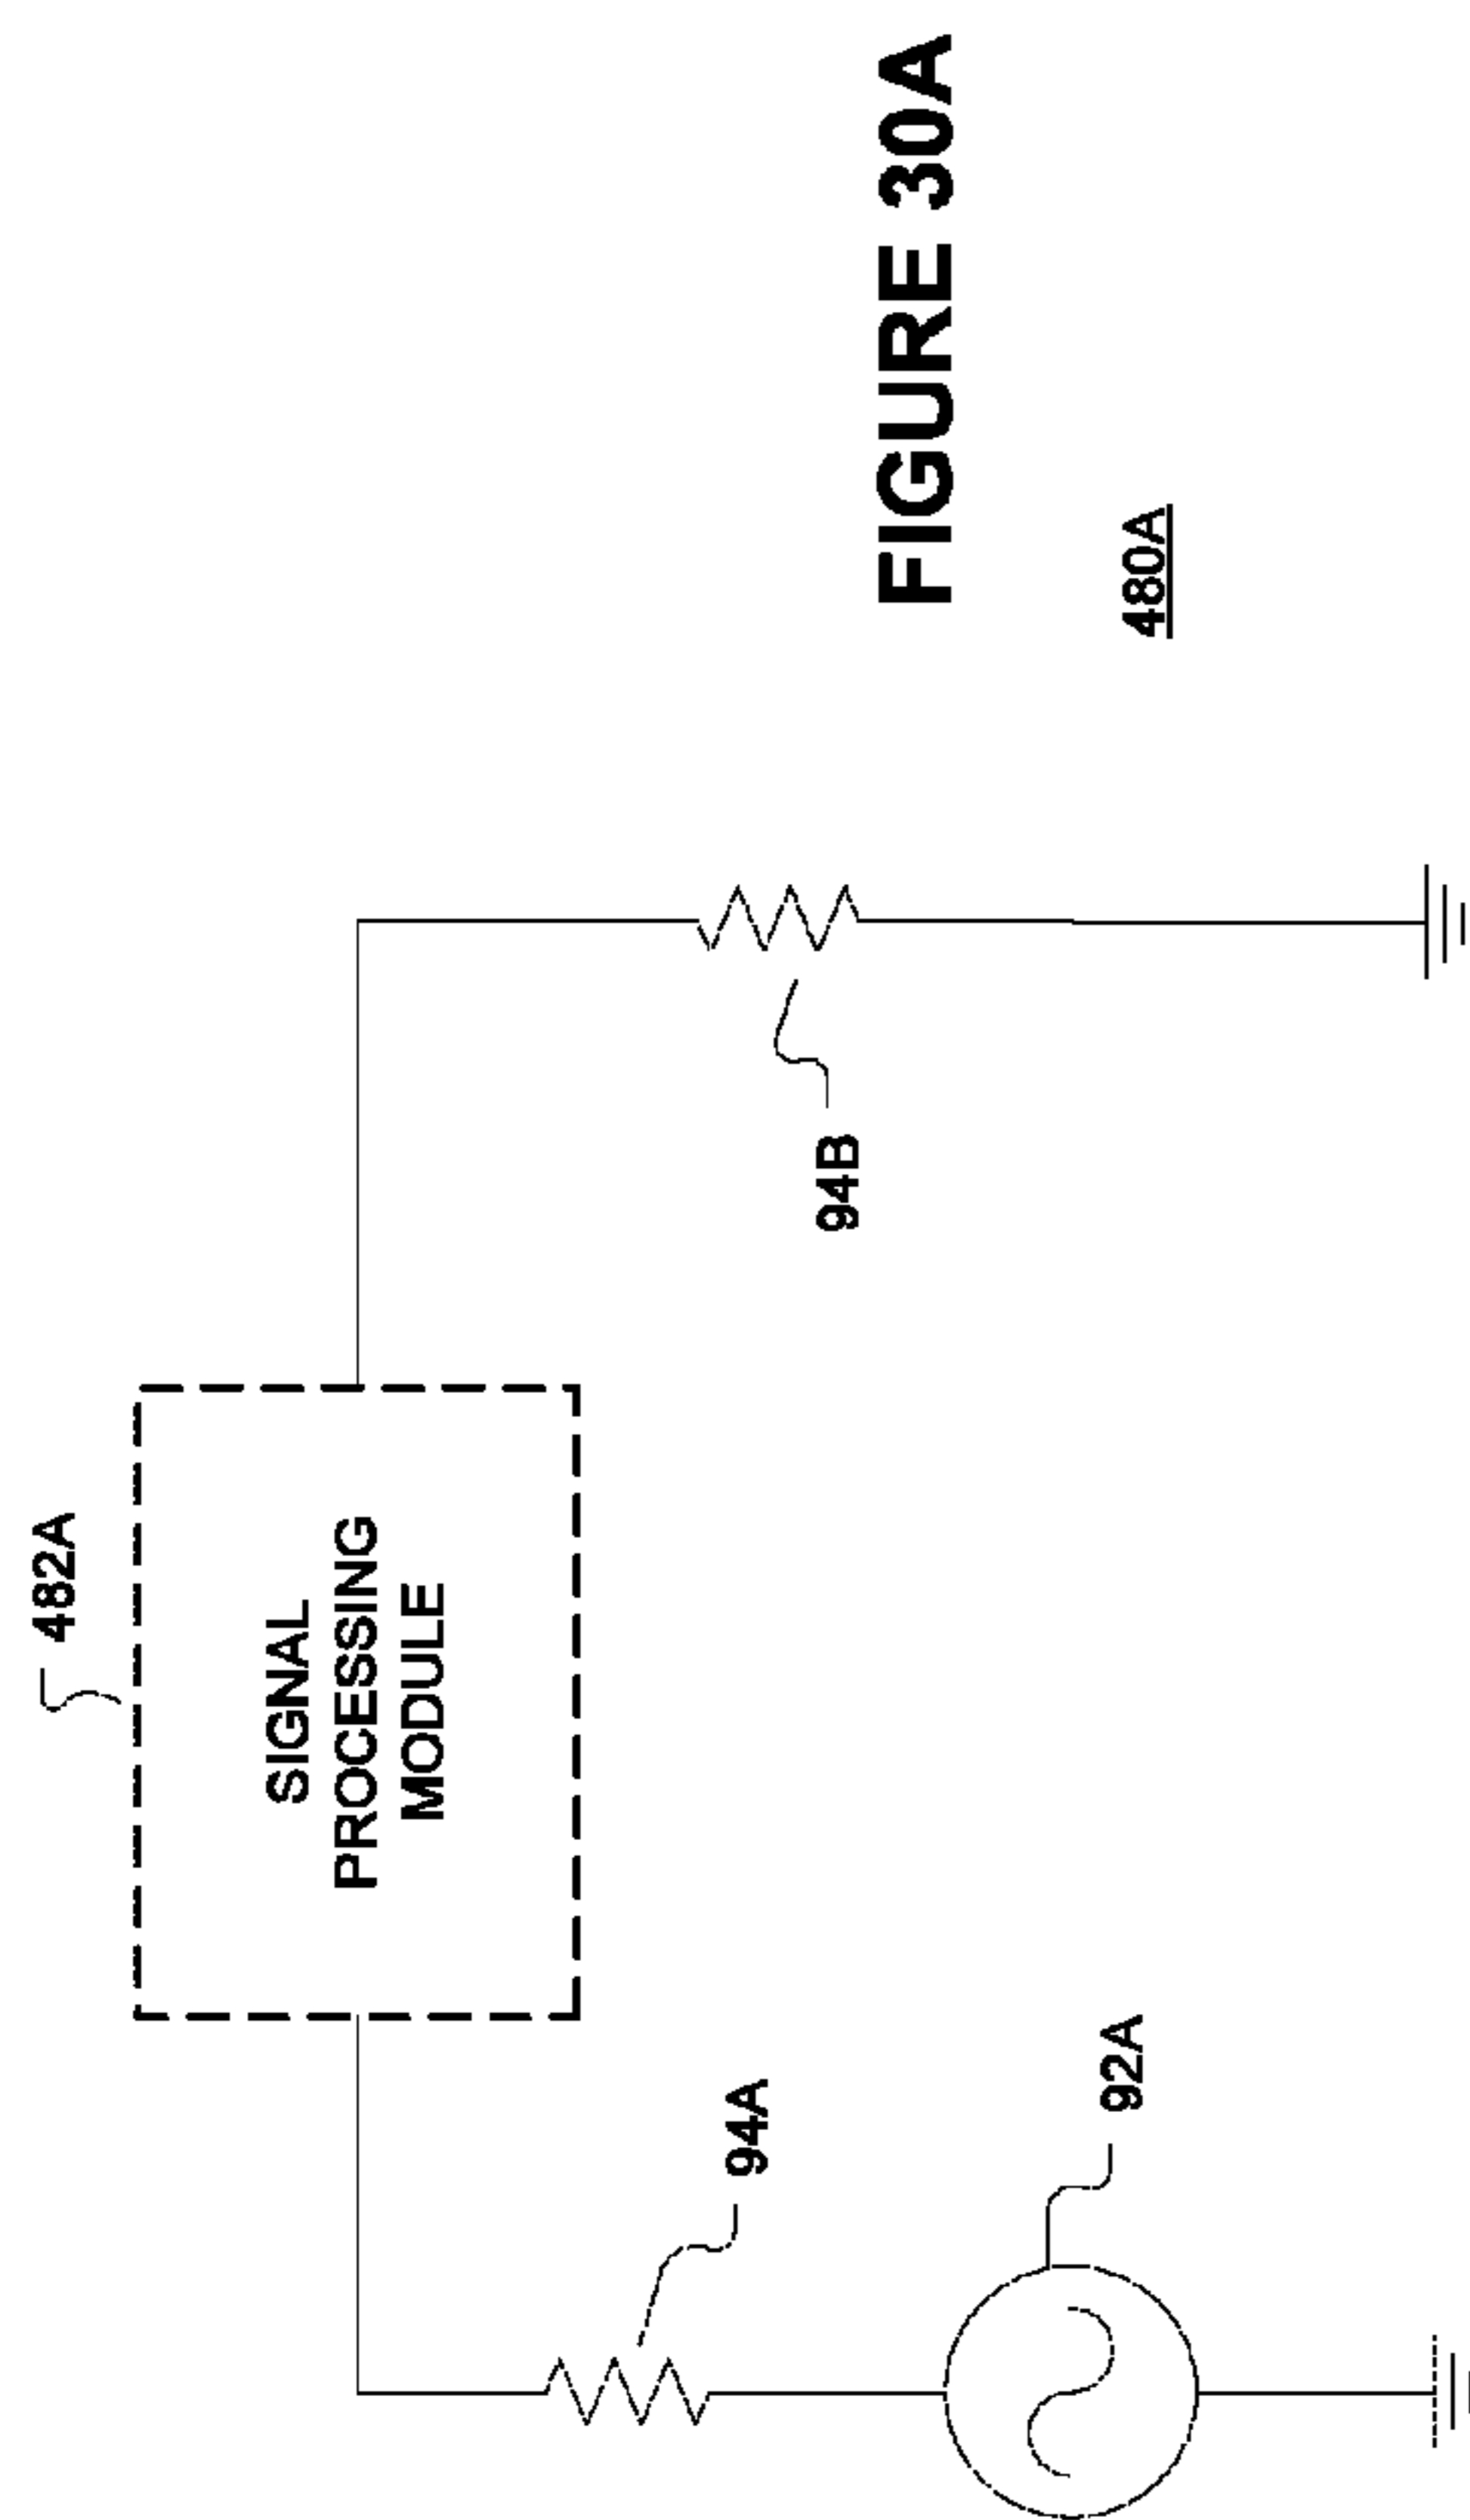 482A
SIGNAL
PROCESSING
MODULE
94A
94B
92A
FIGURE 30A
480A